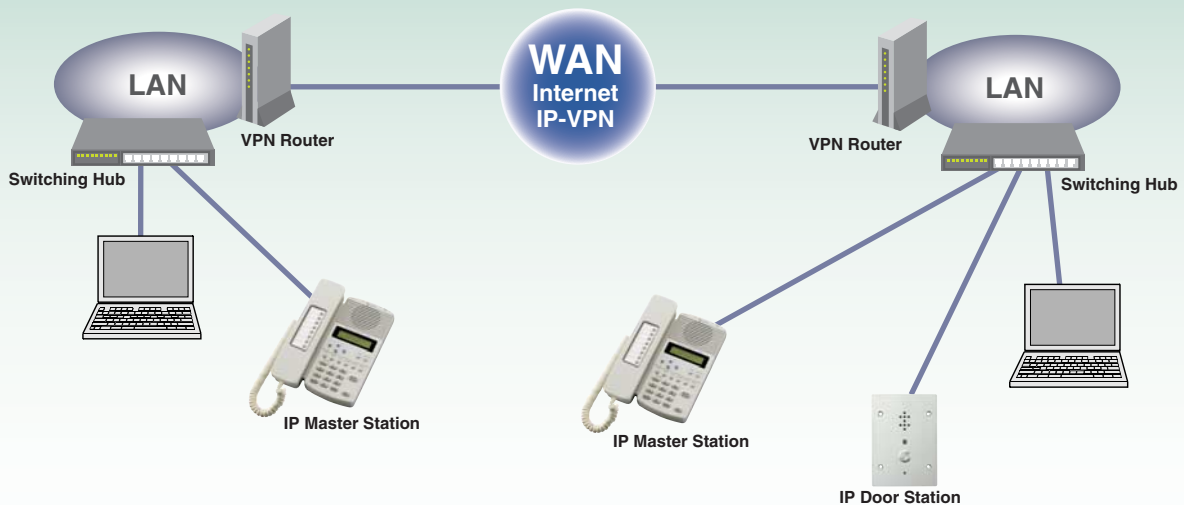 LAN
WAN
Internet
IP-VPN
LAN
VPN Router
VPN Router
Switching Hub
Switching Hub
IP Master Station
IP Master Station
IP Door Station